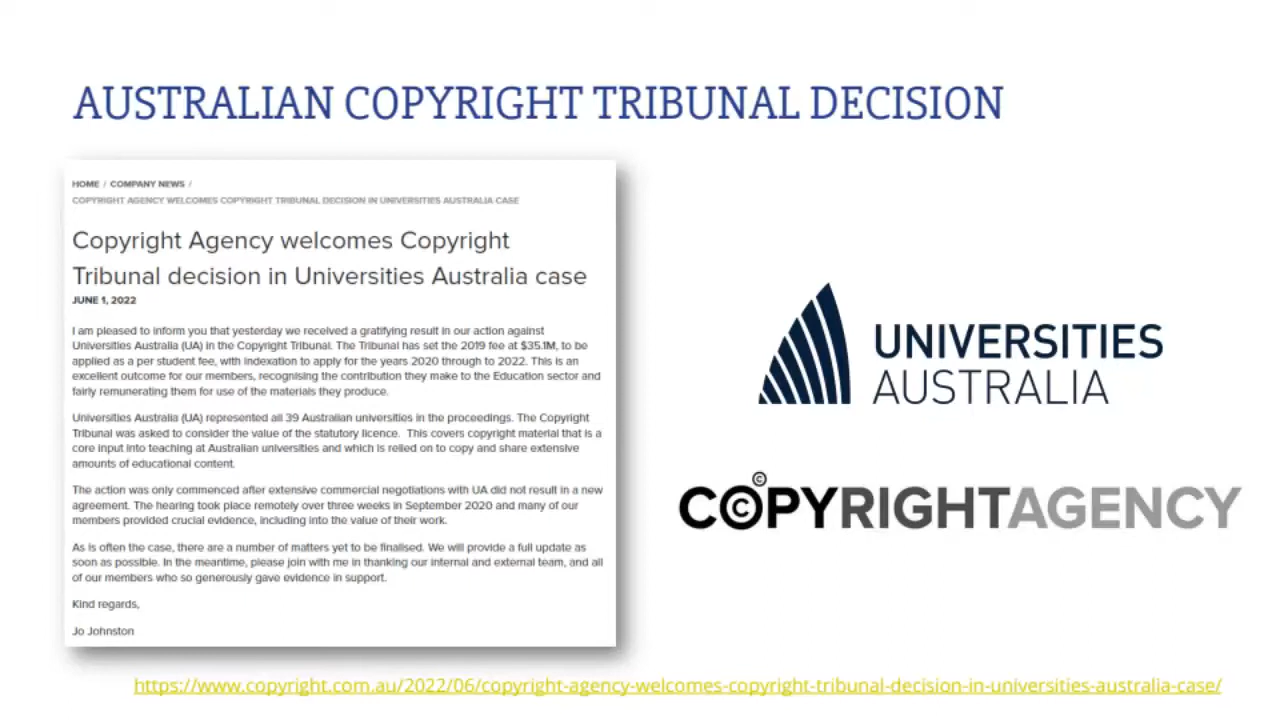 AUSTRALIAN COPYRIGHT TRIBUNAL DECISION
HOME / COMPANY NEWS /
COPYRIGHT AGENCY WELCOMES COPYRIGHT TRIBUNAL DECISION IN UNIVERSITIES AUSTRALIA CASE
Copyright Agency welcomes Copyright
Tribunal decision in Universities Australia case
JUNE 1, 2022
I am pleased to inform you that yesterday we received a gratifying result in our action against
Universities Australia (UA) in the Copyright Tribunal. The Tribunal has set the 2019 fee at $35.1M, to be
applied as a per student fee, with indexation to apply for the years 2020 through to 2022. This is an
excellent outcome for our members, recognising the contribution they make to the Education sector and
fairly remunerating them for use of the materials they produce.
Universities Australia (UA) represented all 39 Australian universities in the proceedings. The Copyright
Tribunal was asked to consider the value of the statutory licence. This covers copyright material that is a
core input into teaching at Australian universities and which is relied on to copy and share extensive
amounts of educational content.
The action was only commenced after extensive commercial negotiations with UA did not result in a new
agreement. The hearing took place remotely over three weeks in September 2020 and many of our
members provided crucial evidence, including into the value of their work.
As is often the case, there are a number of matters yet to be finalised. We will provide a full update as
soon as possible. In the meantime, please join with me in thanking our internal and external team, and all
of our members who so generously gave evidence in support.
Kind regards,
Jo Johnston
UNIVERSITIES
AUSTRALIA
COPYRIGHTAGENCY
https://www.copyright.com.au/2022/06/copyright-agency-welcomes-copyright-tribunal-decision-in-universities-australia-case/